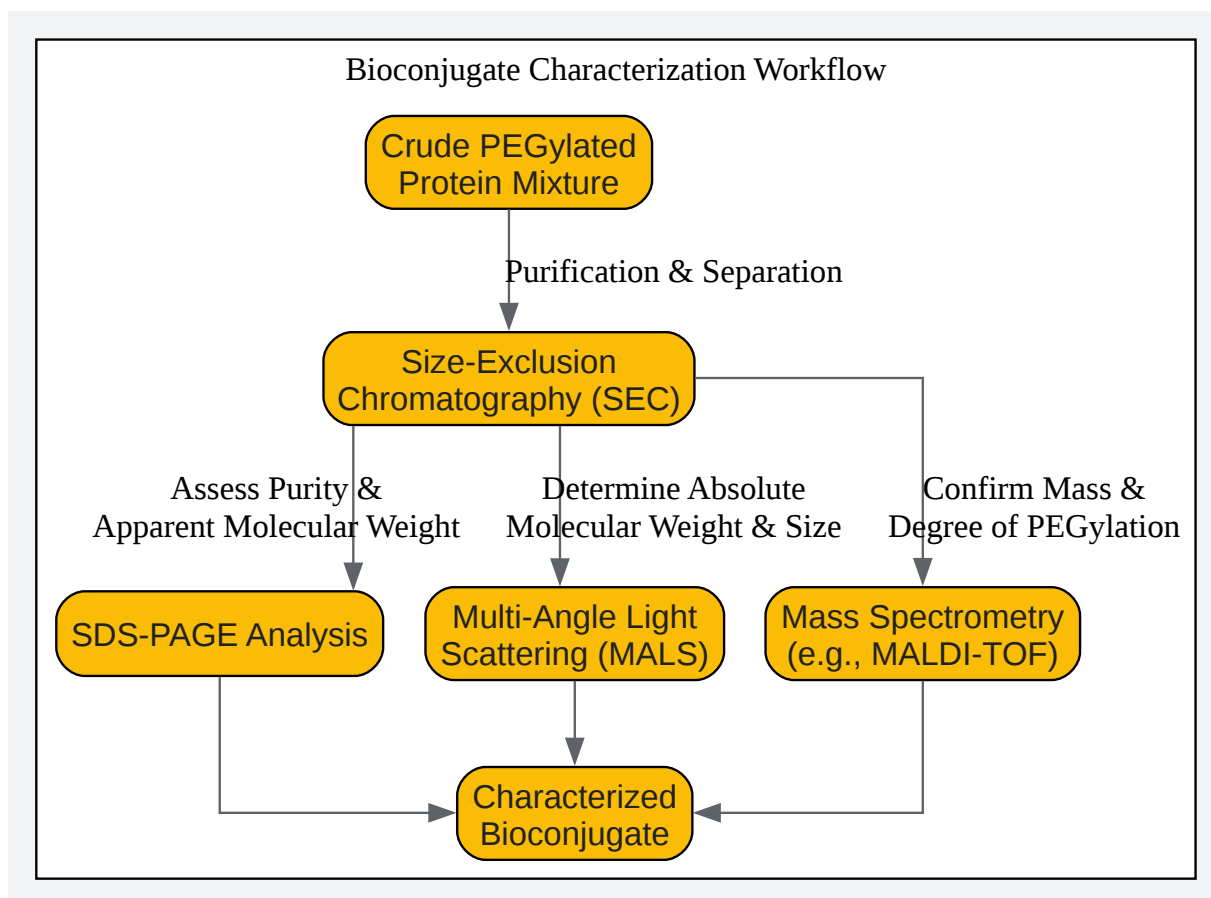 Bioconjugate Characterization Workflow
Crude PEGylated
Protein Mixture
Purification & Separation
Size-Exclusion
Chromatography (SEC)
Assess Purity &
Apparent Molecular Weight
Determine Absolute
Molecular Weight & Size
Confirm Mass &
Degree of PEGylation
SDS-PAGE Analysis
Multi-Angle Light
Scattering (MALS)
Mass Spectrometry
(e.g., MALDI-TOF)
Characterized
Bioconjugate